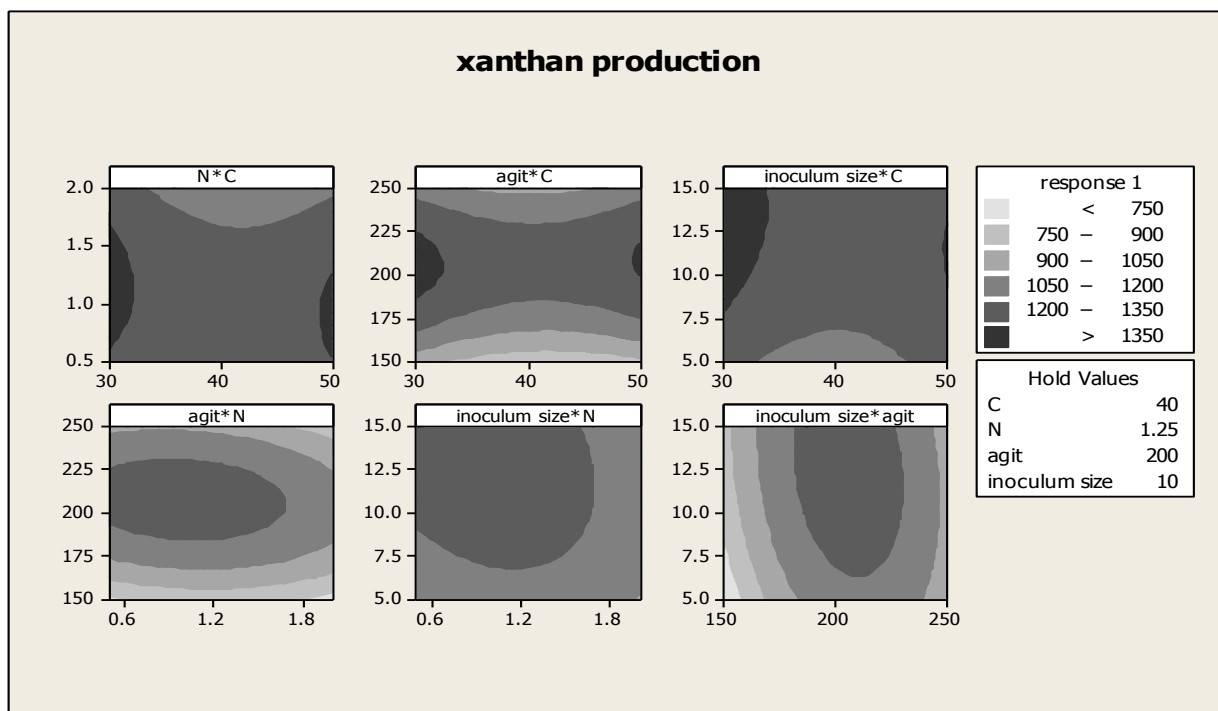 xanthan production
N*C
agit*C
inoculum size*C
2.0
1.5
1.0
0.5
30 40 50
250
225
200
175
150
30 40 50
15.0
12.5
10.0
7.5
5.0
30 40 50
response 1
< 750
750 – 900
900 – 1050
1050 – 1200
1200 – 1350
> 1350
agit*N
inoculum size*N
inoculum size*agit
250
225
200
175
150
0.6 1.2 1.8
15.0
12.5
10.0
7.5
5.0
0.6 1.2 1.8
15.0
12.5
10.0
7.5
5.0
150 200 250
Hold Values
C 40
N 1.25
agit 200
inoculum size 10